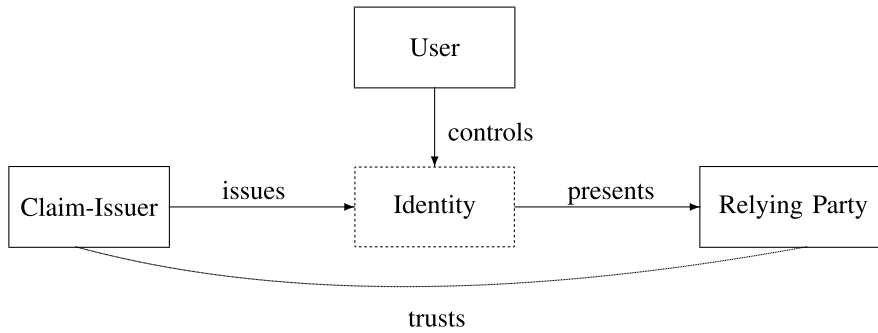 User
controls
Claim-Issuer
issues
Identity
presents
Relying Party
trusts